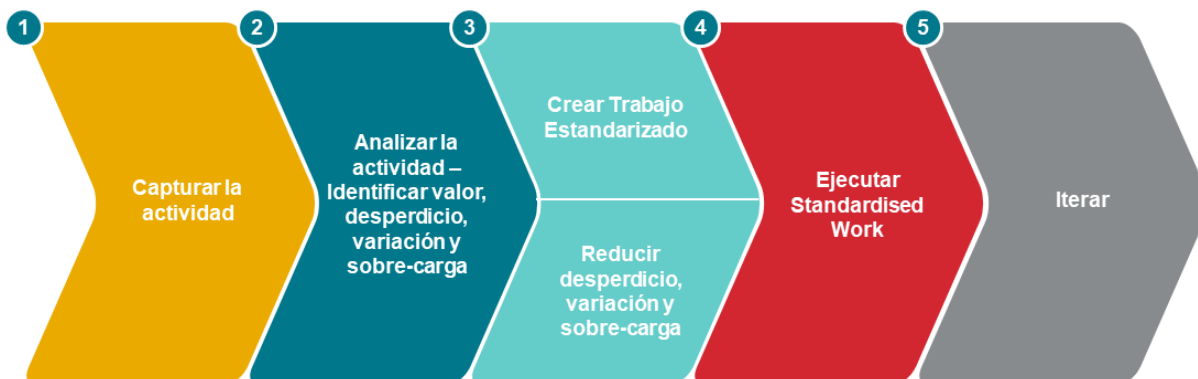 1
2
3
4
5
Capturar la
actividad
Analizar la
actividad –
Identificar valor,
desperdicio,
variación y
sobre-carga
Crear Trabajo
Estandarizado
Reducir
desperdicio,
variación y
sobre-carga
Ejecutar
Standardised
Work
Iterar